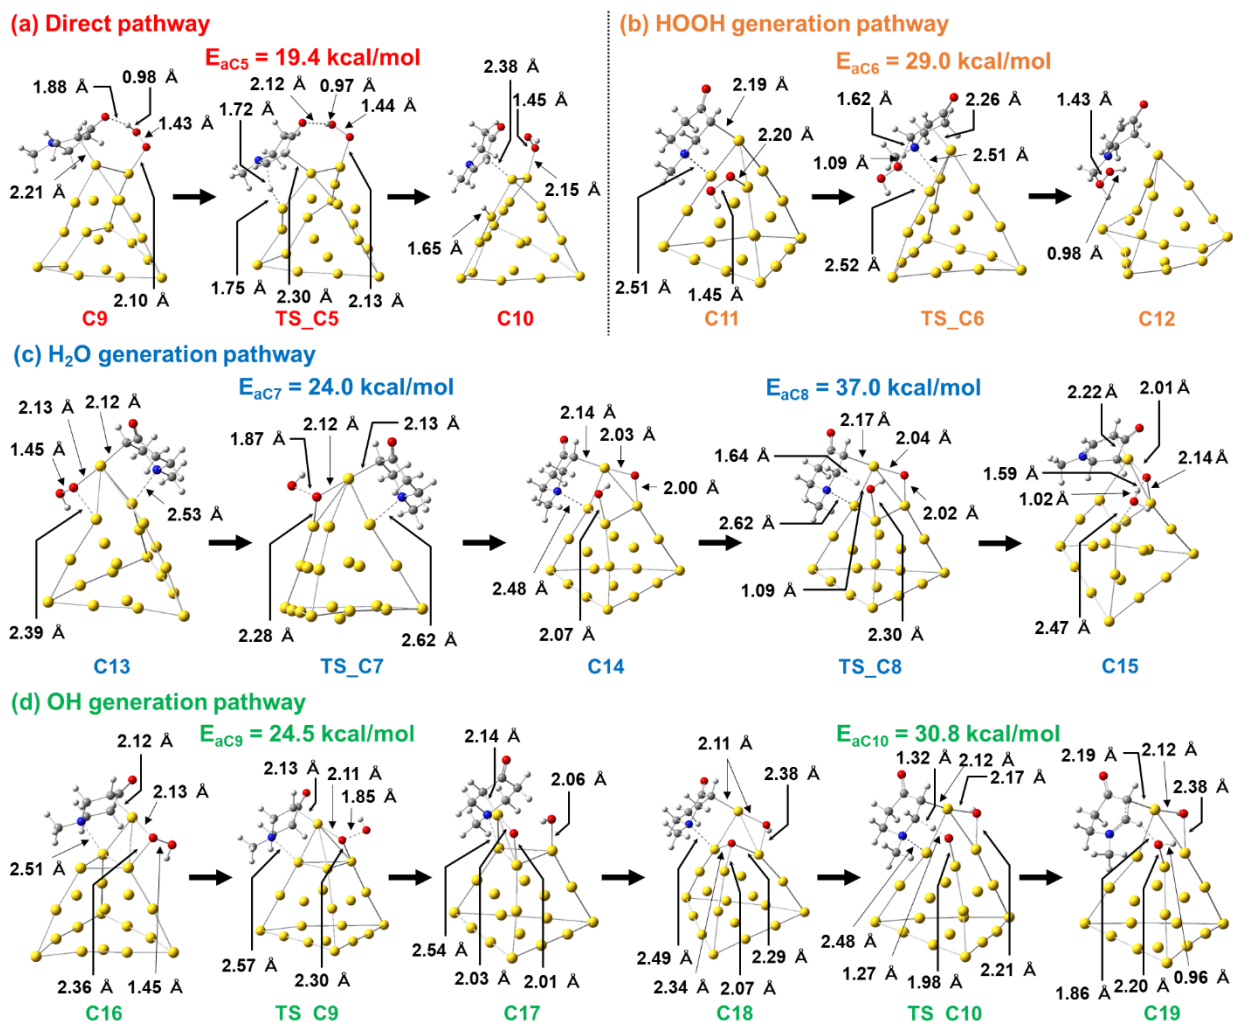 (a) Direct pathway
E_aC5 = 19.4 kcal/mol
1.88 Å
0.98 Å
1.43 Å
2.21 Å
2.10 Å
C9
2.12 Å
0.97 Å
1.72 Å
1.44 Å
1.75 Å
2.30 Å
2.13 Å
TS_C5
2.38 Å
1.45 Å
2.15 Å
1.65 Å
C10
(b) HOOH generation pathway
E_aC6 = 29.0 kcal/mol
2.19 Å
2.20 Å
2.51 Å
1.45 Å
C11
1.62 Å
2.26 Å
1.09 Å
2.51 Å
2.52 Å
TS_C6
1.43 Å
0.98 Å
C12
(c) H₂O generation pathway
E_aC7 = 24.0 kcal/mol
E_aC8 = 37.0 kcal/mol
2.13 Å
2.12 Å
1.45 Å
2.53 Å
2.39 Å
C13
1.87 Å
2.12 Å
2.13 Å
2.28 Å
2.62 Å
TS_C7
2.14 Å
2.03 Å
2.00 Å
2.48 Å
2.07 Å
C14
2.17 Å
2.04 Å
1.64 Å
2.02 Å
2.62 Å
1.09 Å
2.30 Å
TS_C8
2.22 Å
2.01 Å
1.59 Å
2.14 Å
1.02 Å
2.47 Å
C15
(d) OH generation pathway
E_aC9 = 24.5 kcal/mol
E_aC10 = 30.8 kcal/mol
2.12 Å
2.13 Å
2.51 Å
2.36 Å
1.45 Å
C16
2.13 Å
2.11 Å
1.85 Å
2.57 Å
2.30 Å
TS_C9
2.14 Å
2.06 Å
2.54 Å
2.03 Å
2.01 Å
C17
2.11 Å
2.38 Å
2.49 Å
2.29 Å
2.34 Å
2.07 Å
C18
1.32 Å
2.12 Å
2.17 Å
2.48 Å
1.27 Å
1.98 Å
2.21 Å
TS_C10
2.19 Å
2.12 Å
2.38 Å
1.86 Å
2.20 Å
0.96 Å
C19